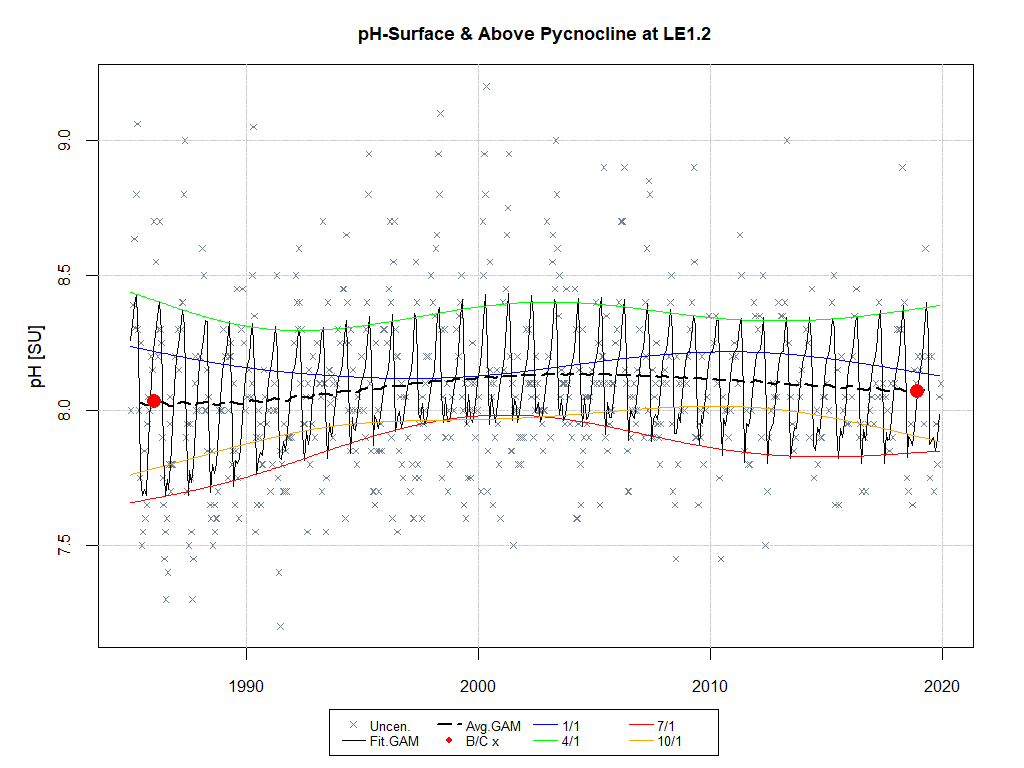 pH-Surface & Above Pycnocline at LE1.2
pH [SU]
9.0
8.5
8.0
7.5
1990 2000 2010 2020
Uncen. Avg.GAM 1/1 7/1
Fit.GAM B/C x 4/1 10/1